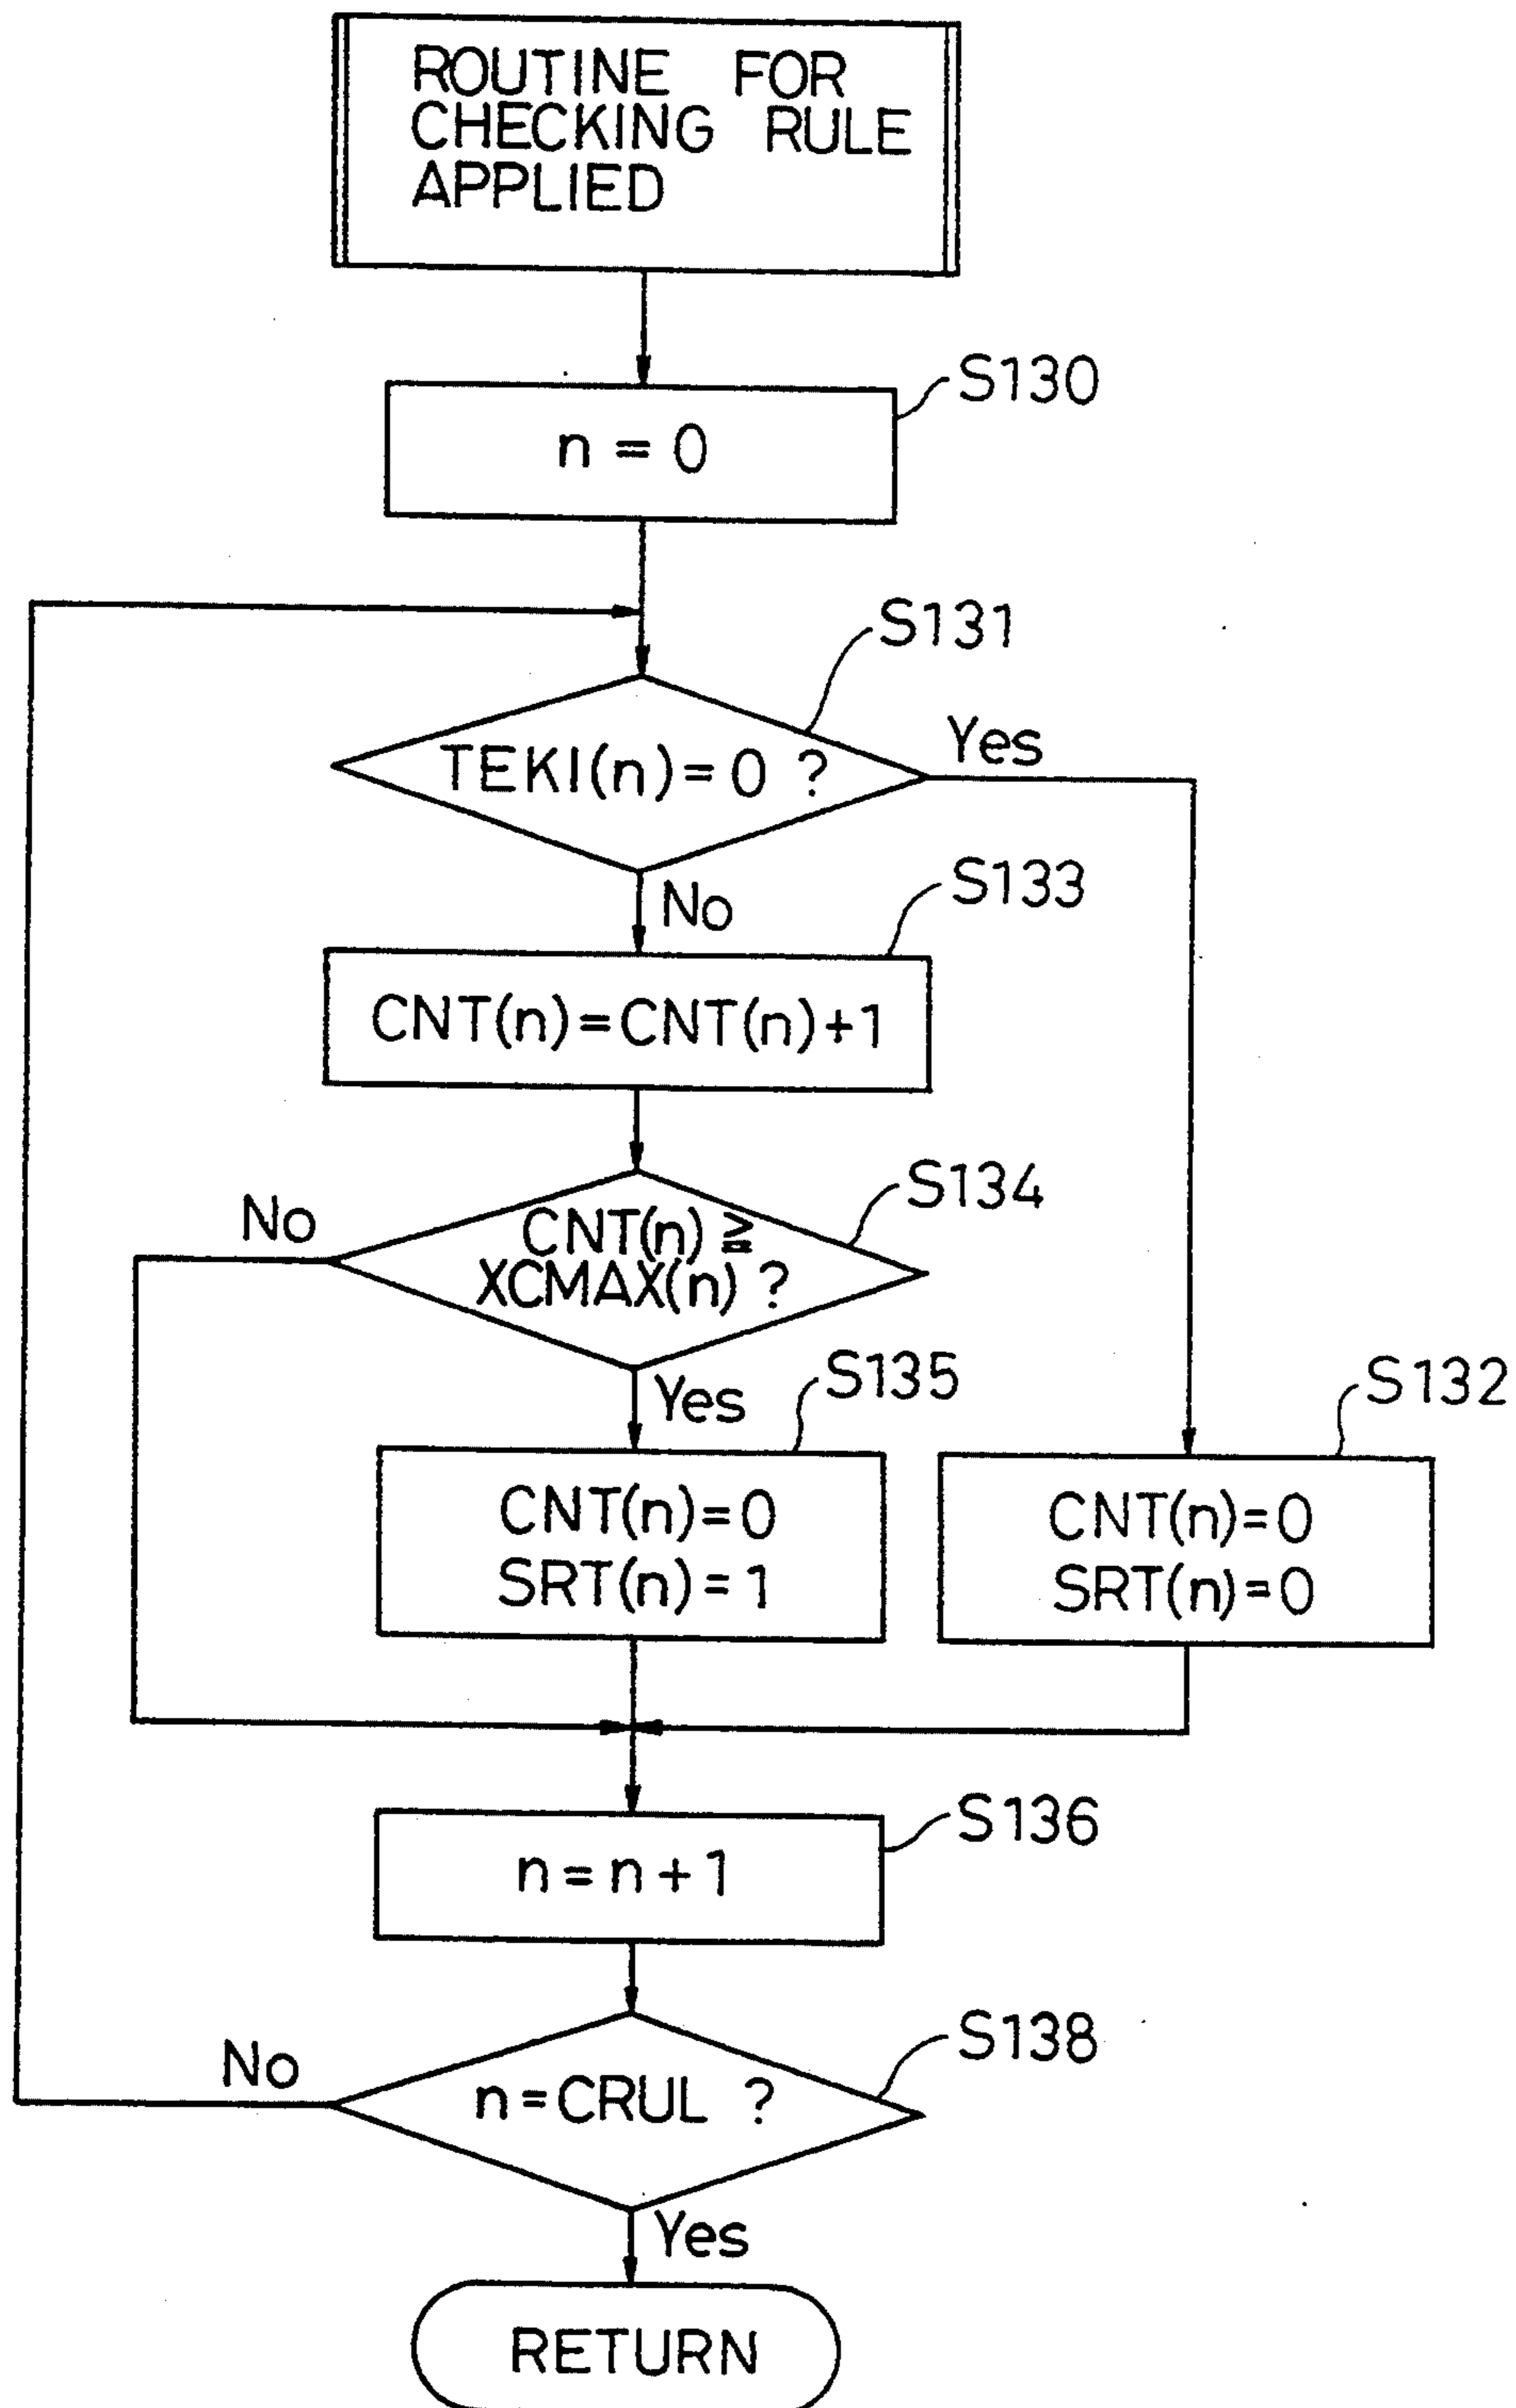 ROUTINE FOR
CHECKING RULE
APPLIED
S130
n = 0
S131
TEKI(n)=0 ?
Yes
No
S133
CNT(n)=CNT(n)+1
S134
No
CNT(n) ≧
XCMAX(n) ?
Yes
S135
CNT(n)=0
SRT(n)=1
S132
CNT(n)=0
SRT(n)=0
S136
n=n+1
S138
No
n=CRUL ?
Yes
RETURN